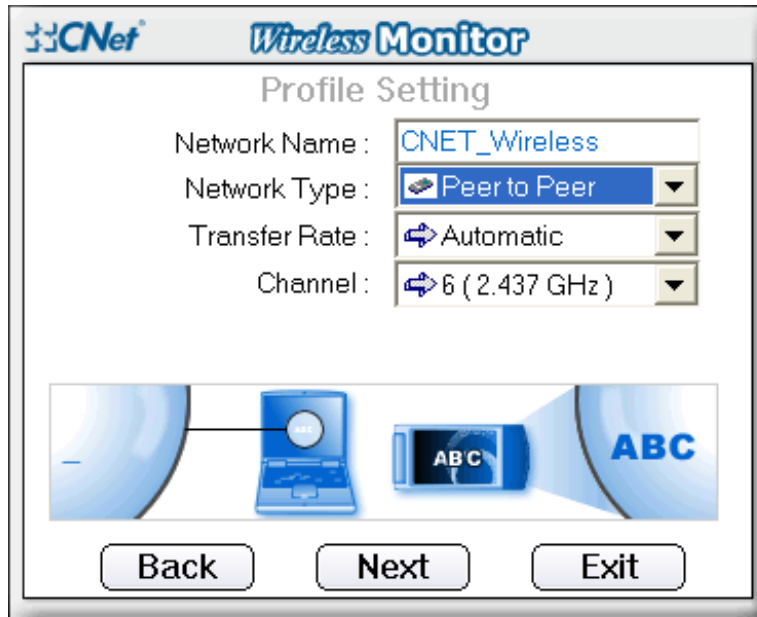 CNet Wireless Monitor
Profile Setting
Network Name : CNET_Wireless
Network Type : Peer to Peer
Transfer Rate : Automatic
Channel : 6 ( 2.437 GHz )
_ ABC ABC ABC
Back Next Exit